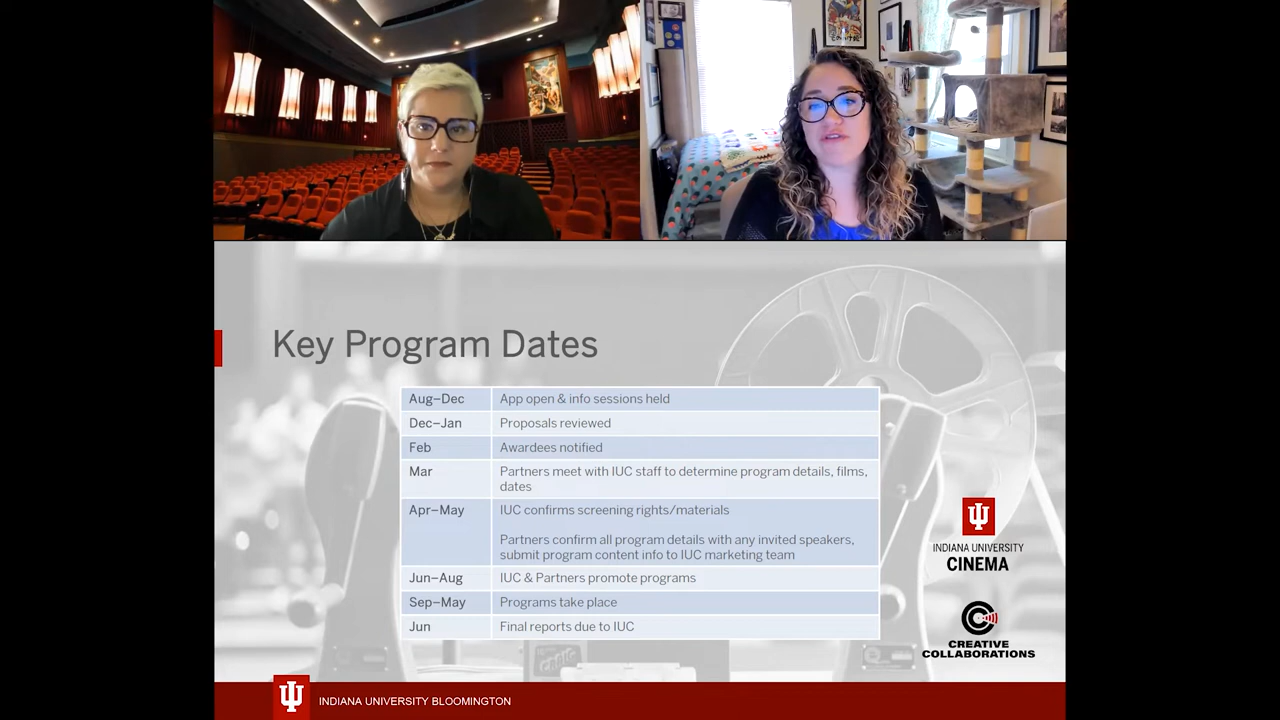 Key Program Dates
Aug–Dec App open & info sessions held
Dec–Jan Proposals reviewed
Feb Awardees notified
Mar Partners meet with IUC staff to determine program details, films,
dates
Apr–May IUC confirms screening rights/materials
Partners confirm all program details with any invited speakers,
submit program content info to IUC marketing team
Jun–Aug IUC & Partners promote programs
Sep–May Programs take place
Jun Final reports due to IUC
INDIANA UNIVERSITY
CINEMA
CREATIVE
COLLABORATIONS
INDIANA UNIVERSITY BLOOMINGTON